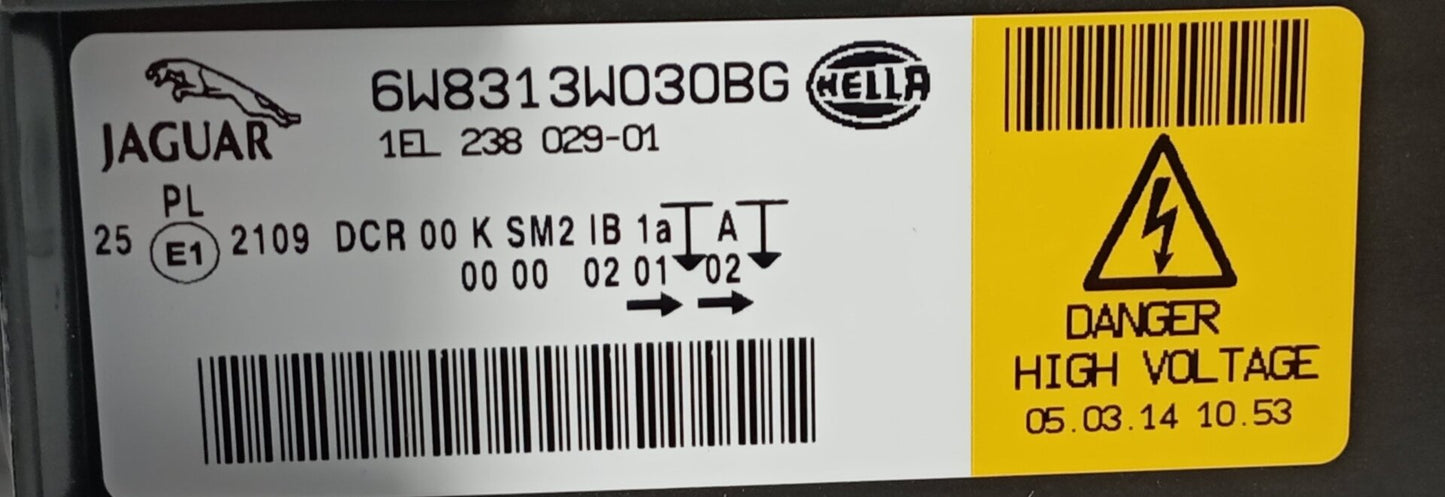 JAGUAR
6W8313W030BG
HELLA
1EL 238 029-01
PL
25 E1 2109 DCR 00 K SM2 IB 1a A
00 00 02 01 02
DANGER
HIGH VOLTAGE
05.03.14 10.53